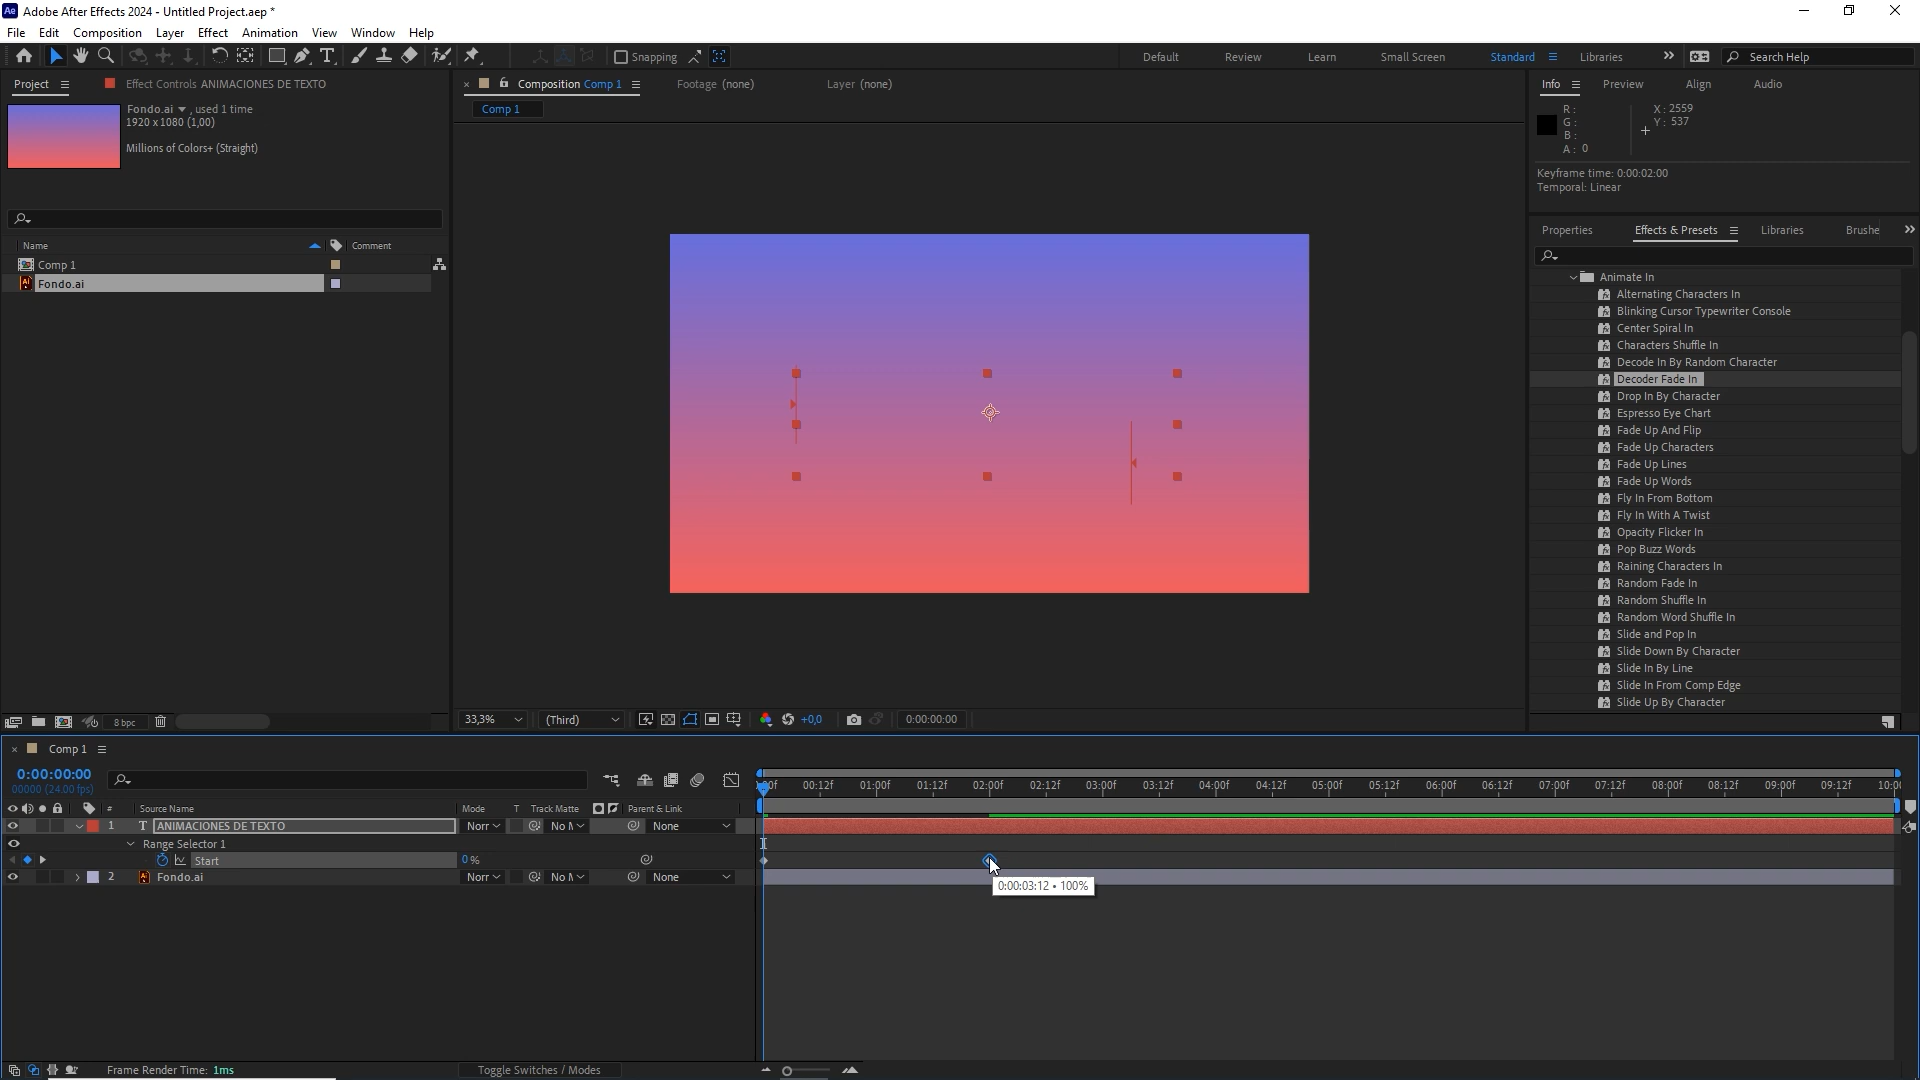 Adobe After Effects 2024 - Untitled Project.aep *
File Edit Composition Layer Effect Animation View Window Help
Snapping Default Review Learn Small Screen Standard Libraries Search Help
Project Effect Controls ANIMACIONES DE TEXTO Composition Comp 1 Footage (none) Layer (none) Info Preview Align Audio
Fondo.ai , used 1 time
1920 x 1080 (1,00)
Millions of Colors+ (Straight)
Comp 1
R:
G:
B:
A: 0
X: 2559
Y: 537
Keyframe time: 0:00:02:00
Temporal: Linear
Properties Effects & Presets Libraries Brushe
Name Comment
Comp 1
Fondo.ai
Animate In
Alternating Characters In
Blinking Cursor Typewriter Console
Center Spiral In
Characters Shuffle In
Decode In By Random Character
Decoder Fade In
Drop In By Character
Espresso Eye Chart
Fade Up And Flip
Fade Up Characters
Fade Up Lines
Fade Up Words
Fly In From Bottom
Fly In With A Twist
Opacity Flicker In
Pop Buzz Words
Raining Characters In
Random Fade In
Random Shuffle In
Random Word Shuffle In
Slide and Pop In
Slide Down By Character
Slide In By Line
Slide In From Comp Edge
Slide Up By Character
8 bpc 33,3% (Third) +0,0 0:00:00:00
Comp 1
0:00:00:00
00000 (24.00 fps)
00:12f 01:00f 01:12f 02:00f 02:12f 03:00f 03:12f 04:00f 04:12f 05:00f 05:12f 06:00f 06:12f 07:00f 07:12f 08:00f 08:12f 09:00f 09:12f 10:0
# Source Name Mode T Track Matte Parent & Link
1 T ANIMACIONES DE TEXTO Norr No M None
Range Selector 1
Start 0 %
2 Fondo.ai Norr No M None
0:00:03:12 • 100%
Frame Render Time: 1ms Toggle Switches / Modes